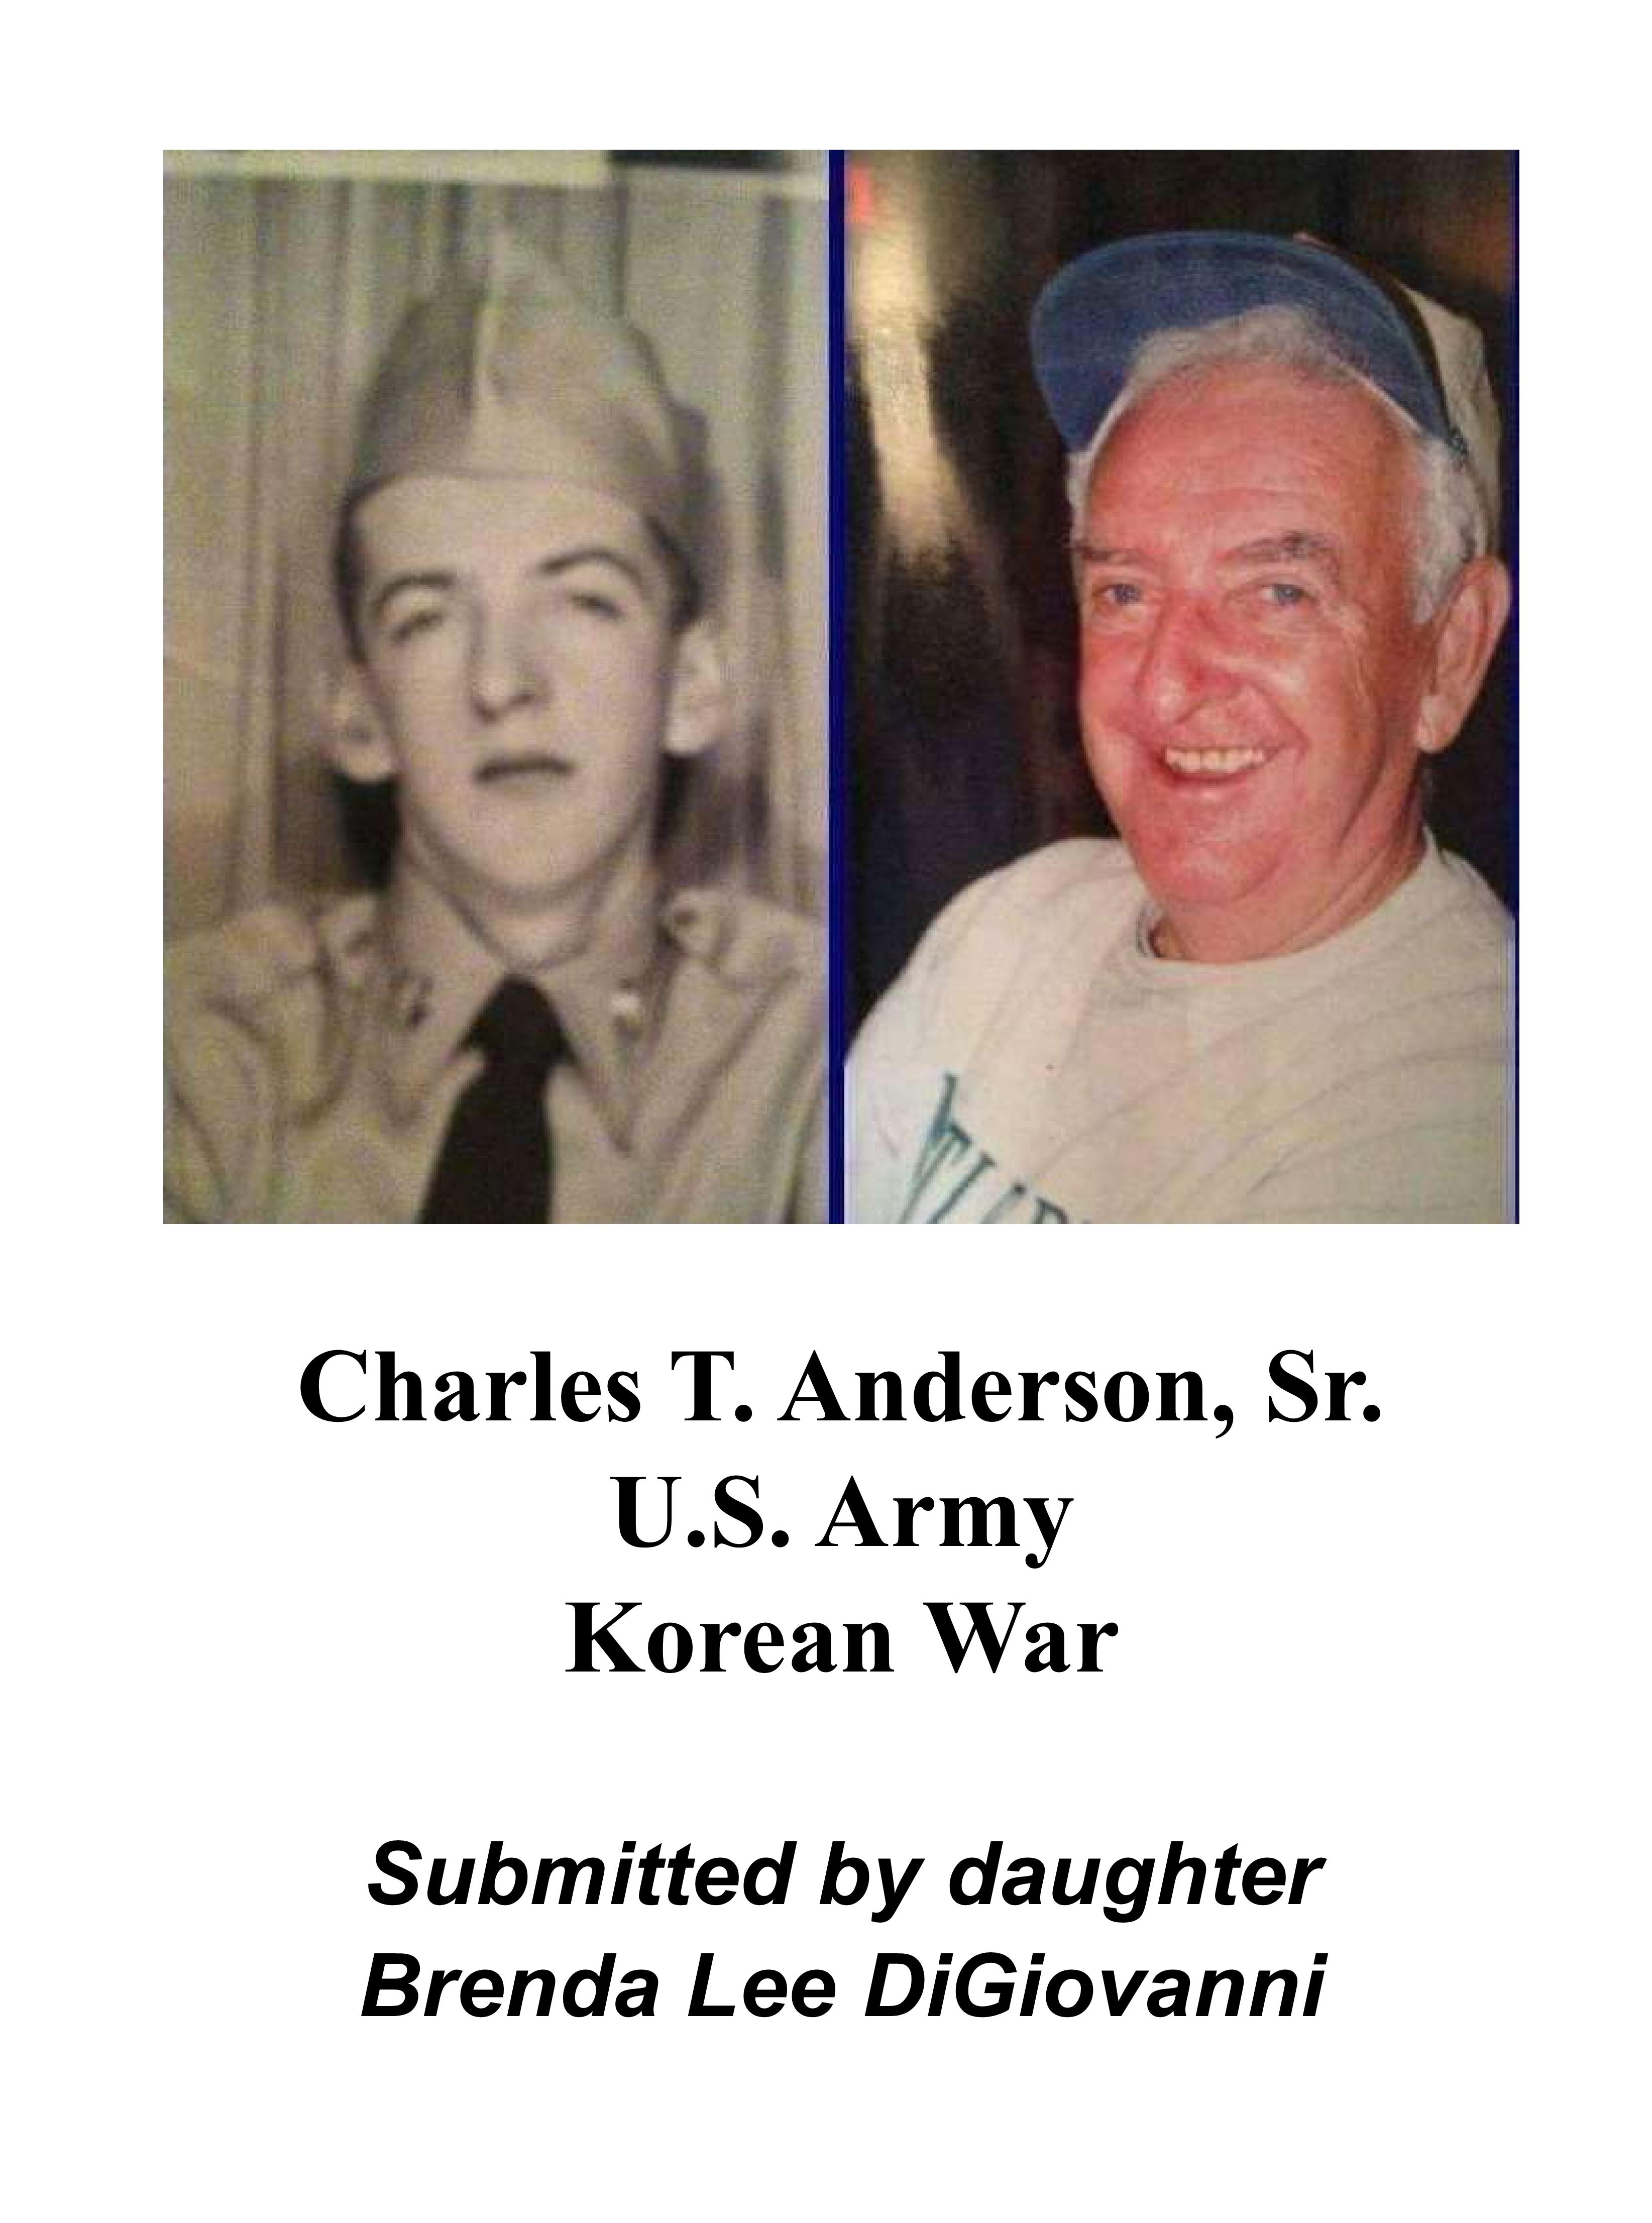 Charles T. Anderson, Sr.
U.S. Army
Korean War
Submitted by daughter
Brenda Lee DiGiovanni